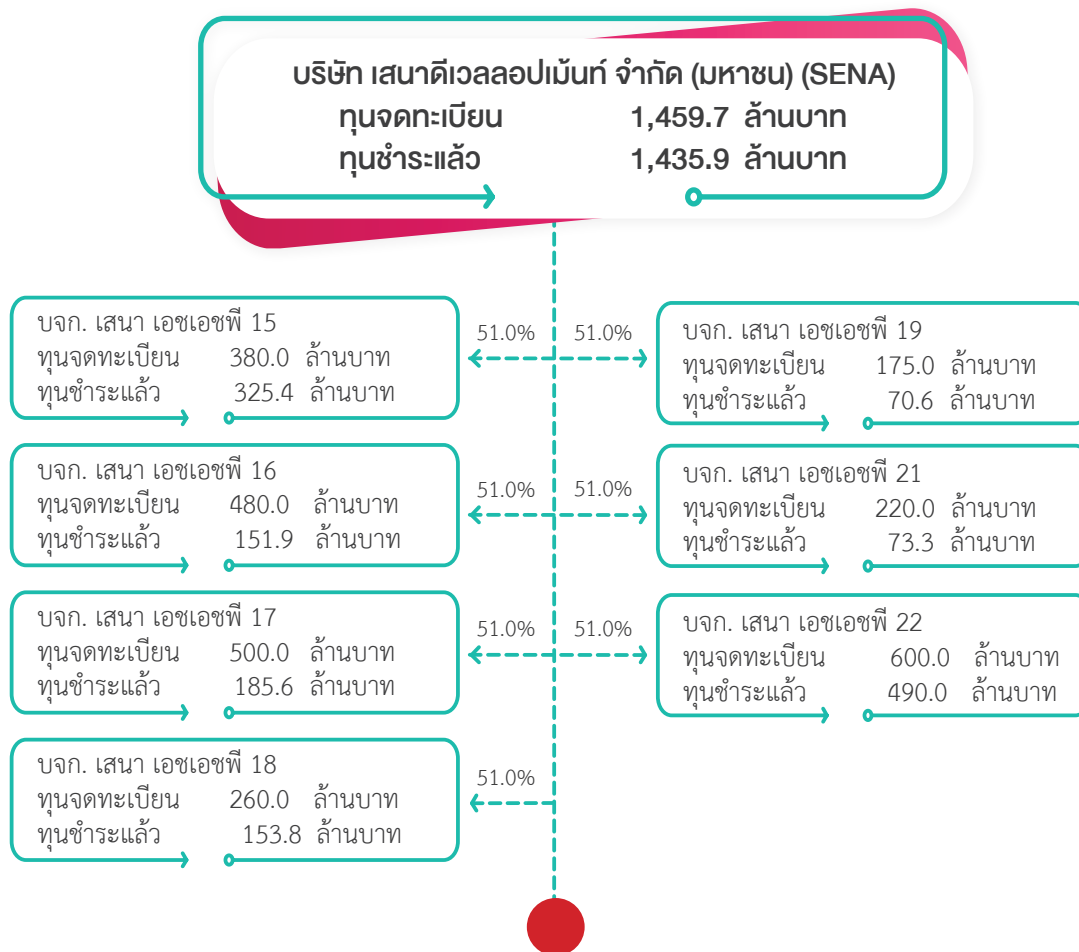 บริษัท เสนาดีเวลลอปเม้นท์ จำกัด (มหาชน) (SENA)
ทุนจดทะเบียน 1,459.7 ล้านบาท
ทุนชำระแล้ว 1,435.9 ล้านบาท
บจก. เสนา เอชเอชพี 15
ทุนจดทะเบียน 380.0 ล้านบาท
ทุนชำระแล้ว 325.4 ล้านบาท
51.0% 51.0%
บจก. เสนา เอชเอชพี 19
ทุนจดทะเบียน 175.0 ล้านบาท
ทุนชำระแล้ว 70.6 ล้านบาท
บจก. เสนา เอชเอชพี 16
ทุนจดทะเบียน 480.0 ล้านบาท
ทุนชำระแล้ว 151.9 ล้านบาท
51.0% 51.0%
บจก. เสนา เอชเอชพี 21
ทุนจดทะเบียน 220.0 ล้านบาท
ทุนชำระแล้ว 73.3 ล้านบาท
บจก. เสนา เอชเอชพี 17
ทุนจดทะเบียน 500.0 ล้านบาท
ทุนชำระแล้ว 185.6 ล้านบาท
51.0% 51.0%
บจก. เสนา เอชเอชพี 22
ทุนจดทะเบียน 600.0 ล้านบาท
ทุนชำระแล้ว 490.0 ล้านบาท
บจก. เสนา เอชเอชพี 18
ทุนจดทะเบียน 260.0 ล้านบาท
ทุนชำระแล้ว 153.8 ล้านบาท
51.0%